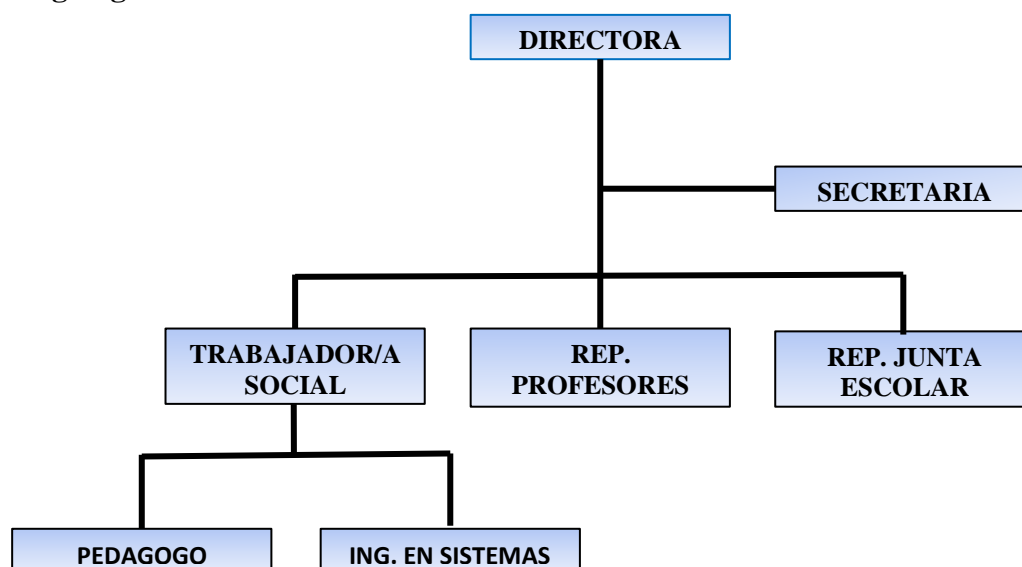 DIRECTORA
SECRETARIA
TRABAJADOR/A
SOCIAL
REP.
PROFESORES
REP. JUNTA
ESCOLAR
PEDAGOGO
ING. EN SISTEMAS